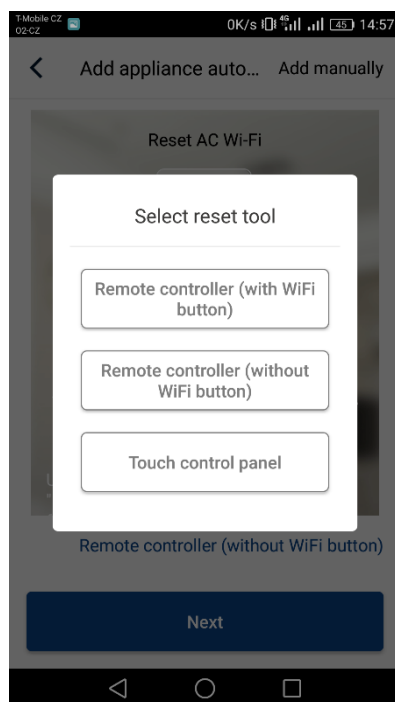 T-Mobile CZ
O2-CZ
0K/s 4G 45 14:57
Add appliance auto... Add manually
Reset AC Wi-Fi
Select reset tool
Remote controller (with WiFi
button)
Remote controller (without
WiFi button)
Touch control panel
Remote controller (without WiFi button)
Next